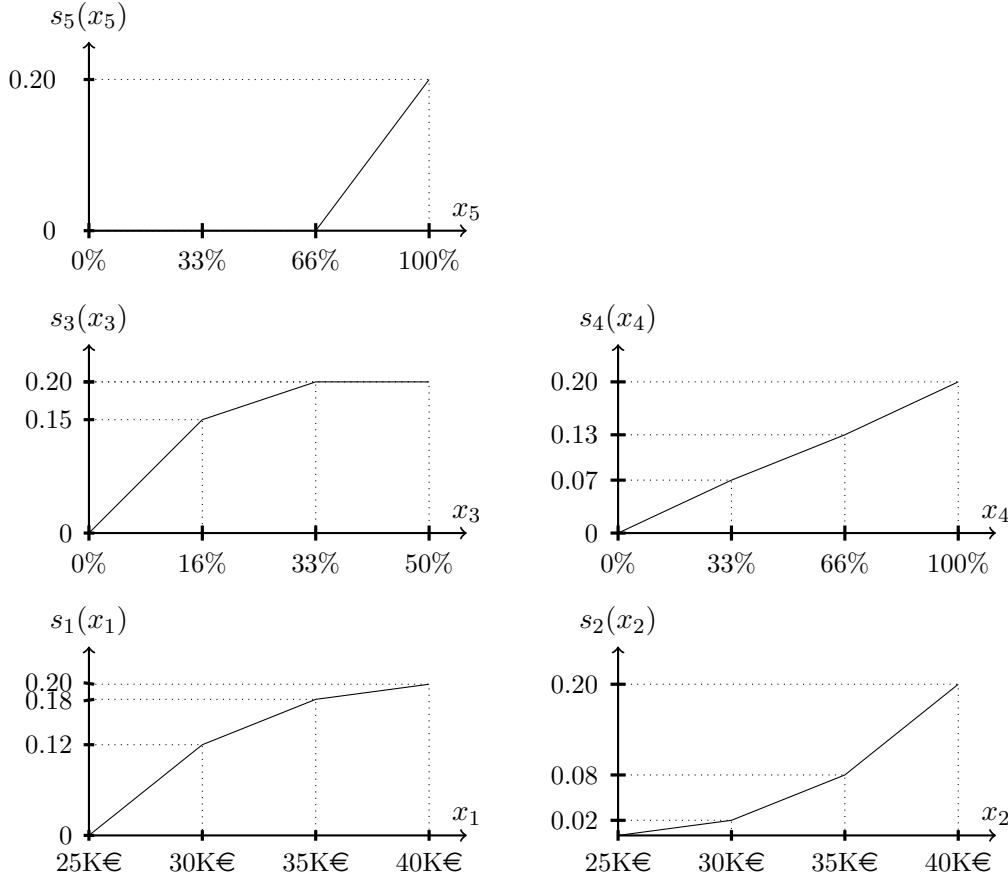 s₅(x₅)
0.20
0
x₅
0% 33% 66% 100%
s₃(x₃)
0.20
0.15
0
x₃
0% 16% 33% 50%
s₄(x₄)
0.20
0.13
0.07
0
x₄
0% 33% 66% 100%
s₁(x₁)
0.20
0.18
0.12
0
x₁
25K€ 30K€ 35K€ 40K€
s₂(x₂)
0.20
0.08
0.02
x₂
25K€ 30K€ 35K€ 40K€